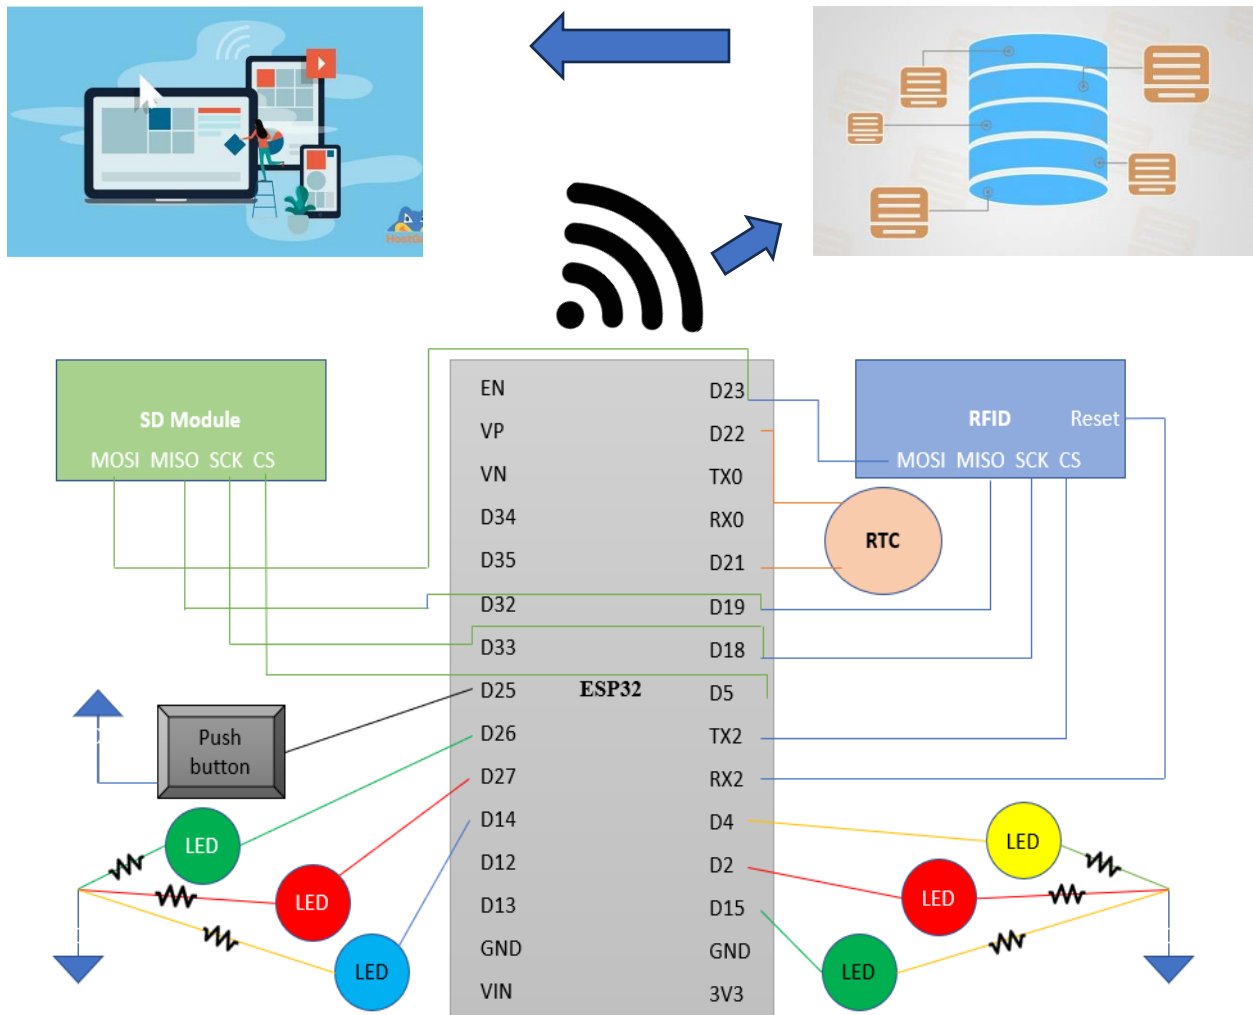 SD Module
MOSI MISO SCK CS
EN
VP
VN
D34
D35
D32
D33
D25
D26
D27
D14
D12
D13
GND
VIN
ESP32
D23
D22
TX0
RX0
D21
D19
D18
D5
TX2
RX2
D4
D2
D15
GND
3V3
RFID Reset
MOSI MISO SCK CS
RTC
Push
button
LED
LED
LED
LED
LED
LED